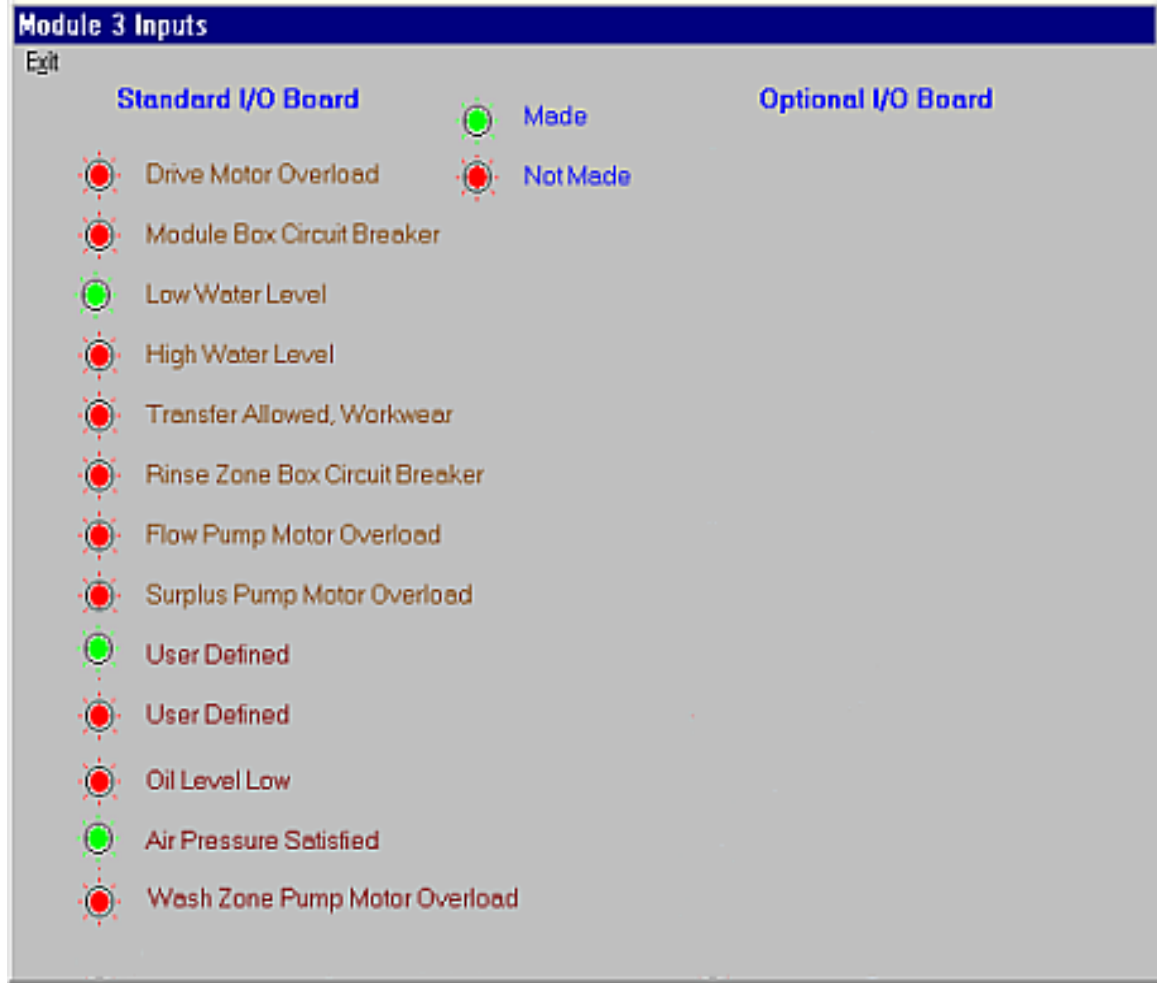 Module 3 Inputs
Exit
Standard I/O Board
Optional I/O Board
Made
Not Made
Drive Motor Overload
Module Box Circuit Breaker
Low Water Level
High Water Level
Transfer Allowed, Workwear
Rinse Zone Box Circuit Breaker
Flow Pump Motor Overload
Surplus Pump Motor Overload
User Defined
User Defined
Oil Level Low
Air Pressure Satisfied
Wash Zone Pump Motor Overload